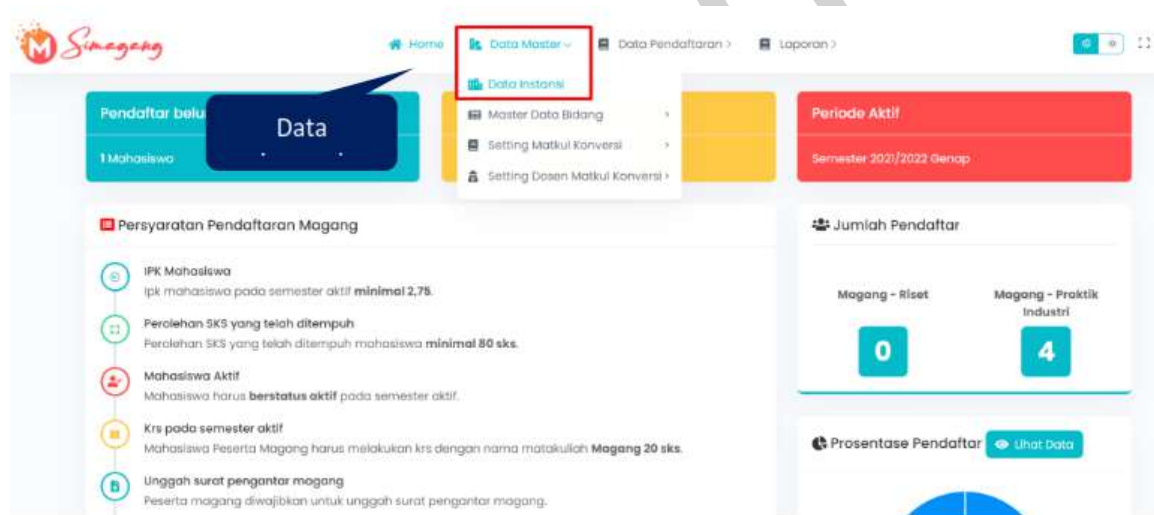 Simagang
Home
Data Master
Data Pendaftaran >
Laporan >
Data Instansi
Master Data Bidang >
Setting Matkul Konversi >
Setting Dosen Matkul Konversi >
Pendaftar belu
1 Mahasiswa
Data
Periode Aktif
Semester 2021/2022 Genap
Persyaratan Pendaftaran Magang
IPK Mahasiswa
Ipk mahasiswa pada semester aktif minimal 2,75.
Perolehan SKS yang telah ditempuh
Perolehan SKS yang telah ditempuh mahasiswa minimal 80 sks.
Mahasiswa Aktif
Mahasiswa harus berstatus aktif pada semester aktif.
Krs pada semester aktif
Mahasiswa Peserta Magang harus melakukan krs dengan nama matakuliah Magang 20 sks.
Unggah surat pengantar magang
Peserta magang diwajibkan untuk unggah surat pengantar magang.
Jumlah Pendaftar
Magang - Riset
0
Magang - Praktik
Industri
4
Prosentase Pendaftar
Lihat Data